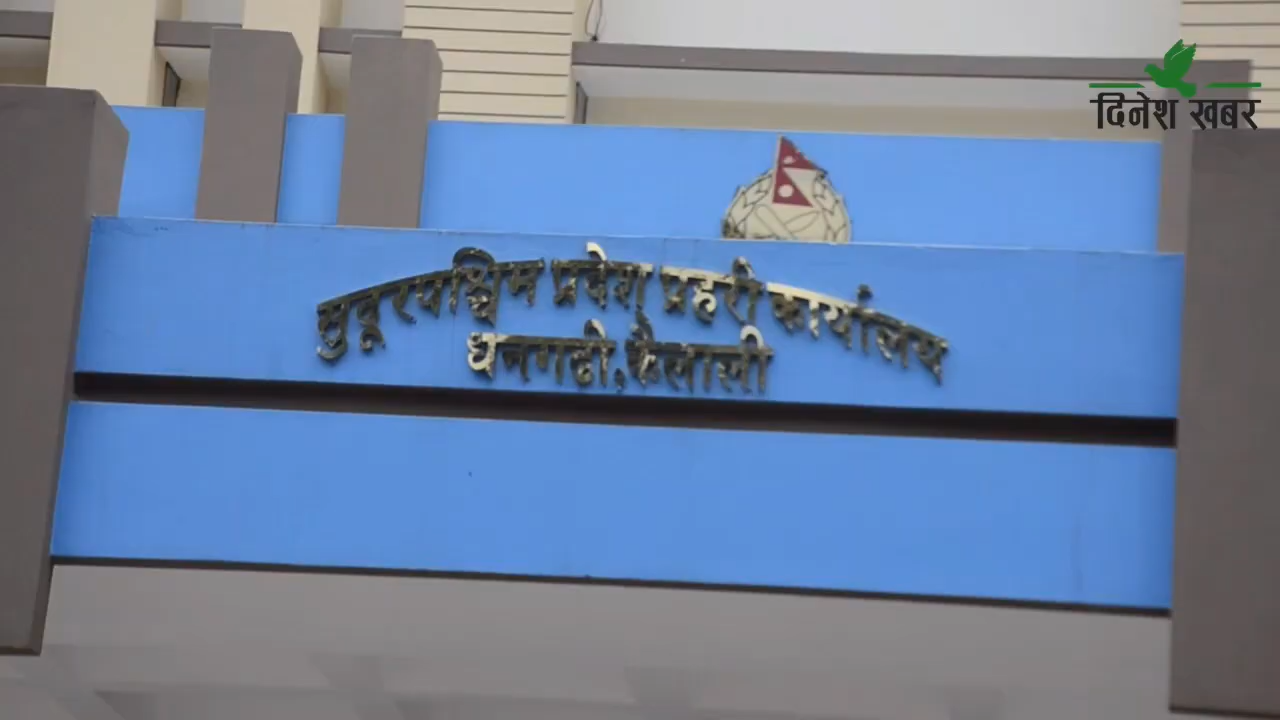 दिनेश खबर
सुदूरपश्चिम प्रदेश प्रहरी कार्यालय
धनगढी,कैलाली